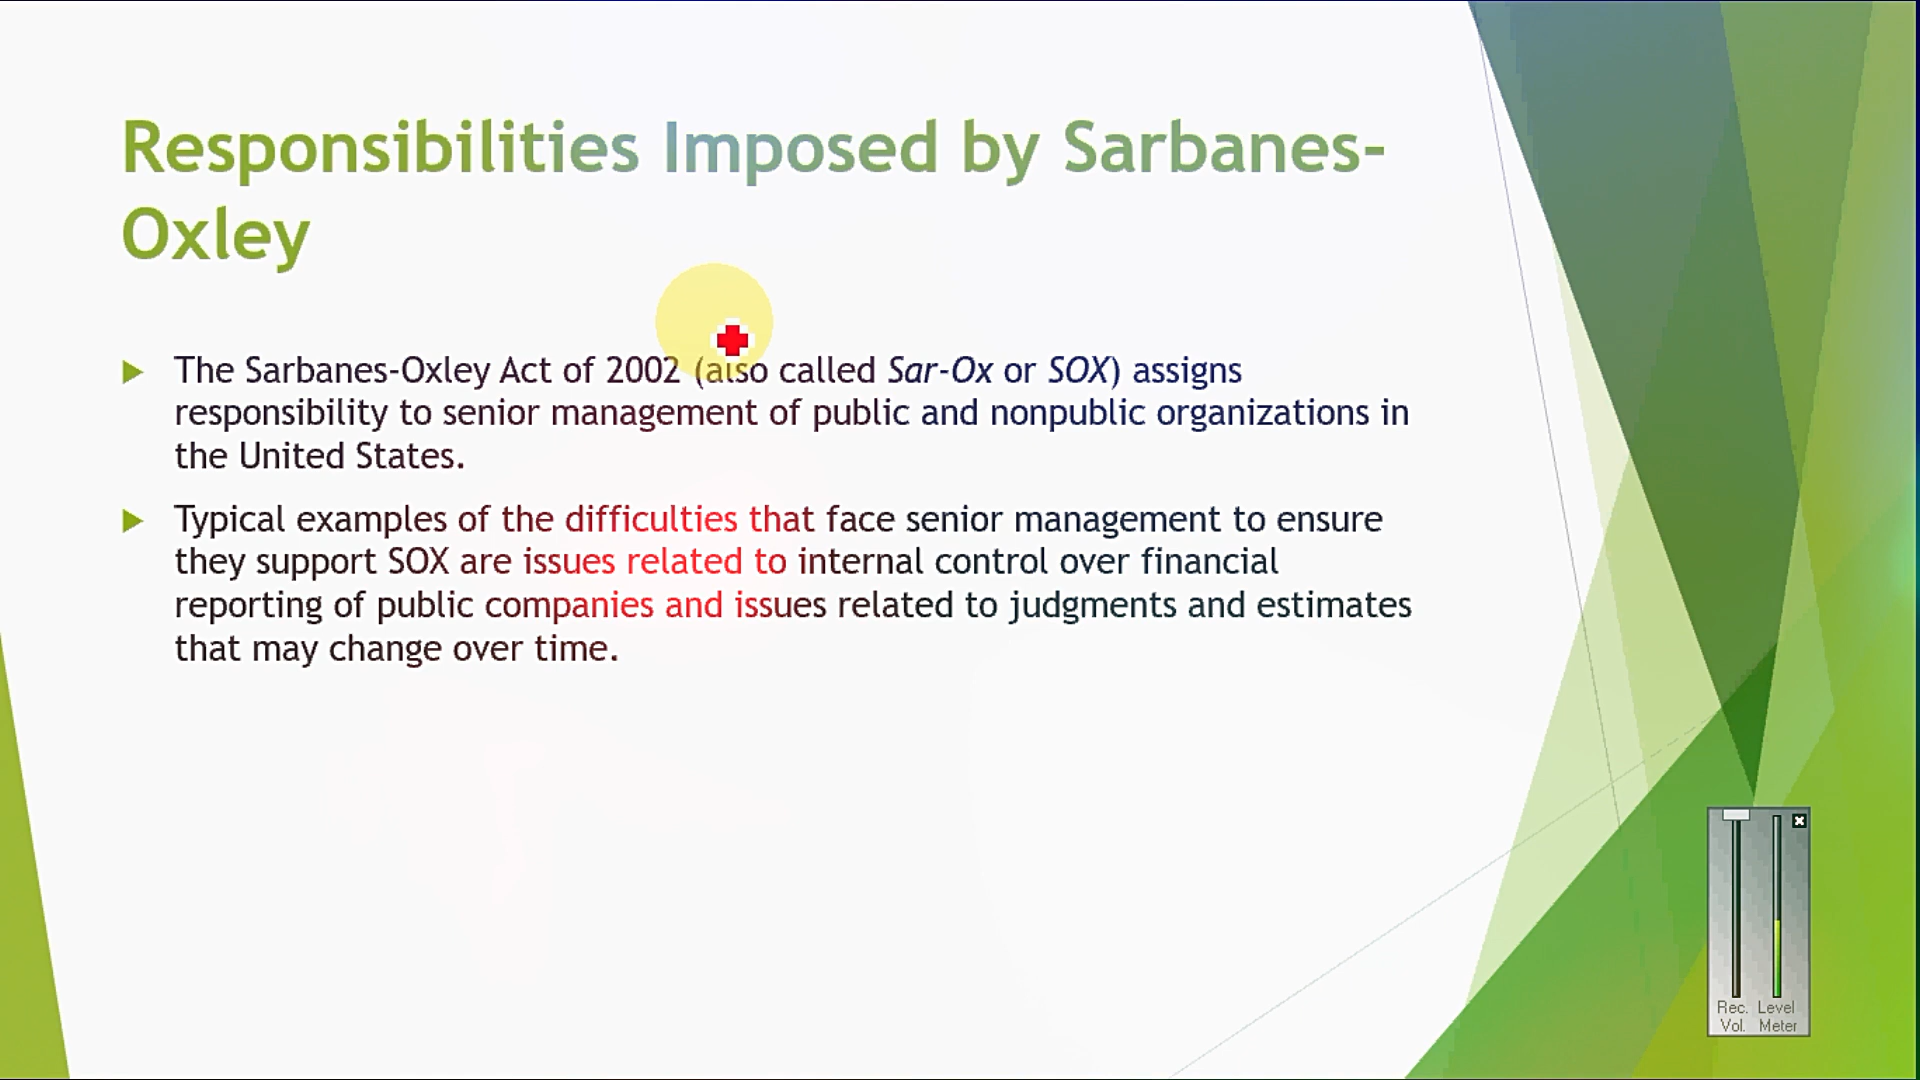 Responsibilities Imposed by Sarbanes-
Oxley
The Sarbanes-Oxley Act of 2002 (also called Sar-Ox or SOX) assigns
responsibility to senior management of public and nonpublic organizations in
the United States.
Typical examples of the difficulties that face senior management to ensure
they support SOX are issues related to internal control over financial
reporting of public companies and issues related to judgments and estimates
that may change over time.
Rec. Level
Vol. Meter